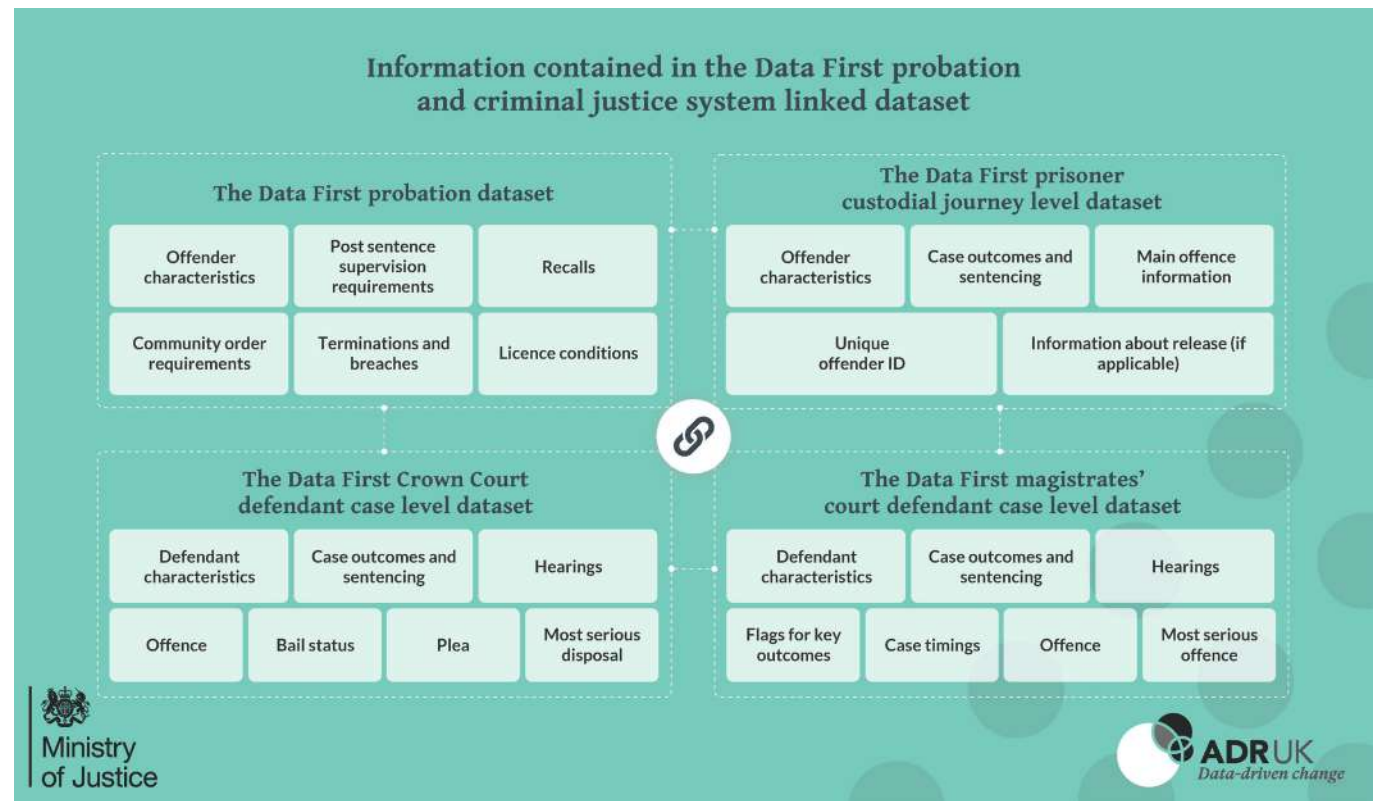 Information contained in the Data First probation
and criminal justice system linked dataset
The Data First probation dataset
Offender
characteristics
Post sentence
supervision
requirements
Recalls
Community order
requirements
Terminations and
breaches
Licence conditions
The Data First prisoner
custodial journey level dataset
Offender
characteristics
Case outcomes and
sentencing
Main offence
information
Unique
offender ID
Information about release (if
applicable)
The Data First Crown Court
defendant case level dataset
Defendant
characteristics
Case outcomes and
sentencing
Hearings
Offence
Bail status
Plea
Most serious
disposal
The Data First magistrates’
court defendant case level dataset
Defendant
characteristics
Case outcomes and
sentencing
Hearings
Flags for key
outcomes
Case timings
Offence
Most serious
offence
Ministry
of Justice
ADRUK
Data-driven change